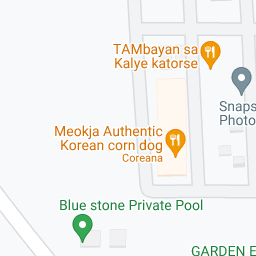 TAMbayan sa
Kalye katorse
Snaps
Photo
Meokja Authentic
Korean corn dog
Coreana
Blue stone Private Pool
GARDEN E